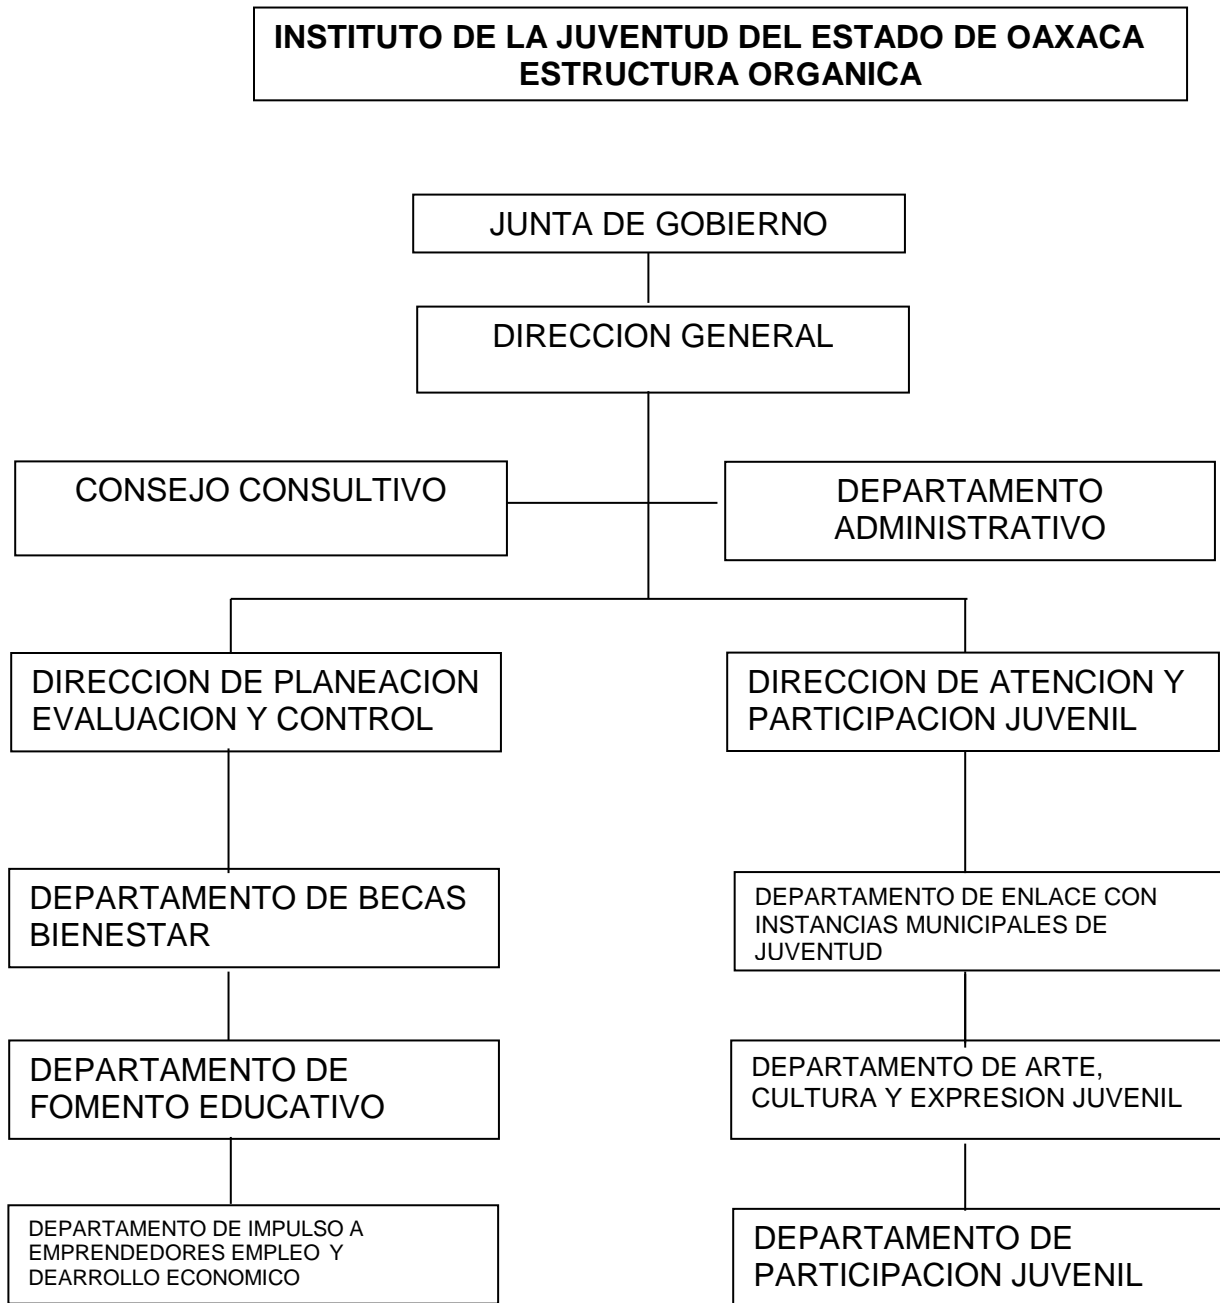 INSTITUTO DE LA JUVENTUD DEL ESTADO DE OAXACA
ESTRUCTURA ORGANICA
JUNTA DE GOBIERNO
DIRECCION GENERAL
CONSEJO CONSULTIVO
DEPARTAMENTO
ADMINISTRATIVO
DIRECCION DE PLANEACION
EVALUACION Y CONTROL
DIRECCION DE ATENCION Y
PARTICIPACION JUVENIL
DEPARTAMENTO DE BECAS
BIENESTAR
DEPARTAMENTO DE ENLACE CON
INSTANCIAS MUNICIPALES DE
JUVENTUD
DEPARTAMENTO DE
FOMENTO EDUCATIVO
DEPARTAMENTO DE ARTE,
CULTURA Y EXPRESION JUVENIL
DEPARTAMENTO DE IMPULSO A
EMPRENDEDORES EMPLEO Y
DEARROLLO ECONOMICO
DEPARTAMENTO DE
PARTICIPACION JUVENIL